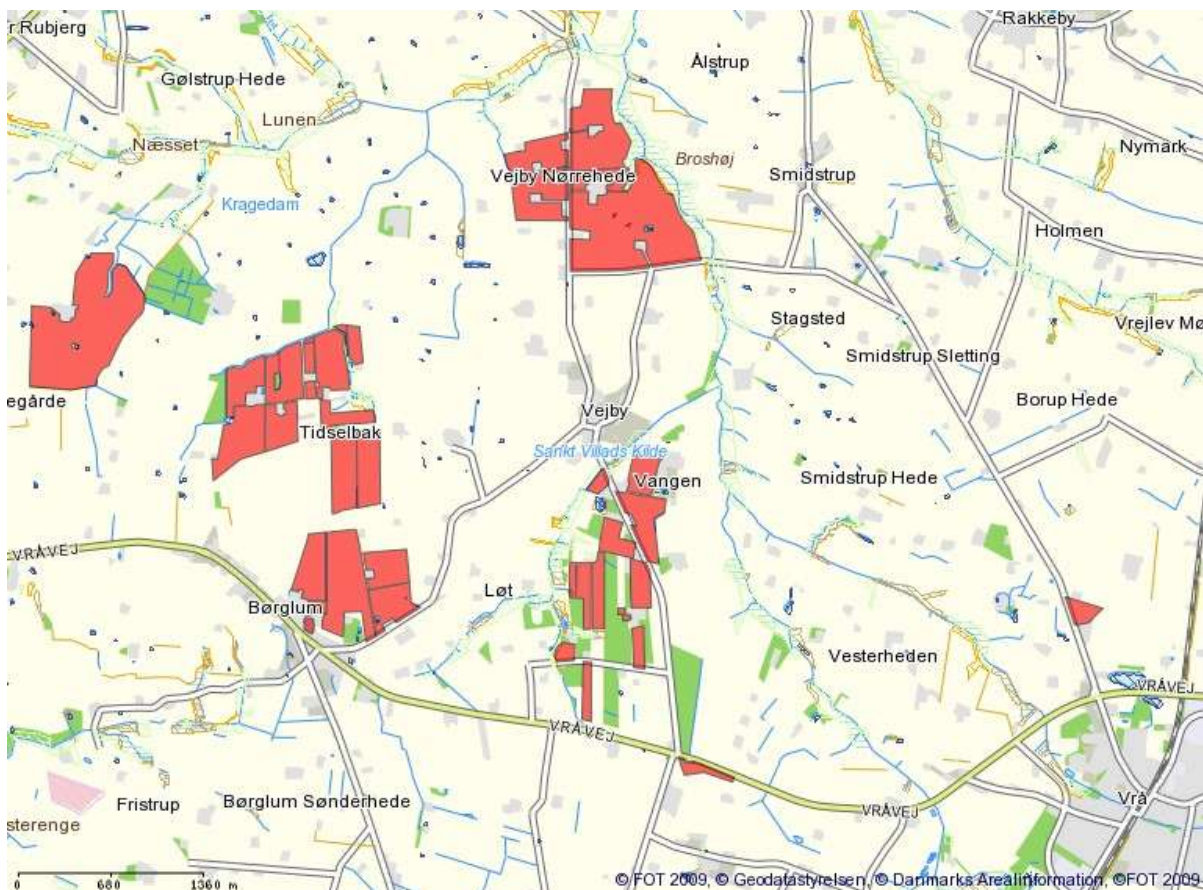 Rakkeby
r. Rubjerg
Ålstrup
Gølstrup Hede
Lunen
Næsset
Nymark
Broshøj
Vejby Nørrehede
Smidstrup
Kragedam
Holmen
Stagsted
Vrejlev Mø
Smidstrup Sletting
egårde
Vejby
Borup Hede
Tidselbak
Sankt Villads Kilde
Vangen
Smidstrup Hede
VRÅVEJ
Løt
Børglum
Vesterheden
VRÅVEJ
VRÅVEJ
Fristrup
Børglum Sønderhede
VRÅVEJ
Vrå
sterenge
0 680 1360 m
© FOT 2009, © Geodatastyrelsen, © Danmarks Arealinformation, ©FOT 2009